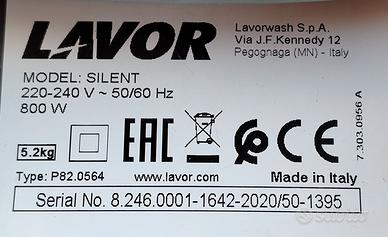 LAVOR
Lavorwash S.p.A.
Via J.F.Kennedy 12
Pegognaga (MN) - Italy
MODEL: SILENT
220-240 V ~ 50/60 Hz
800 W
5.2kg
EAC
CE
7.303.0956 A
Type: P82.0564
www.lavor.com
Made in Italy
Serial No. 8.246.0001-1642-2020/50-1395
subito